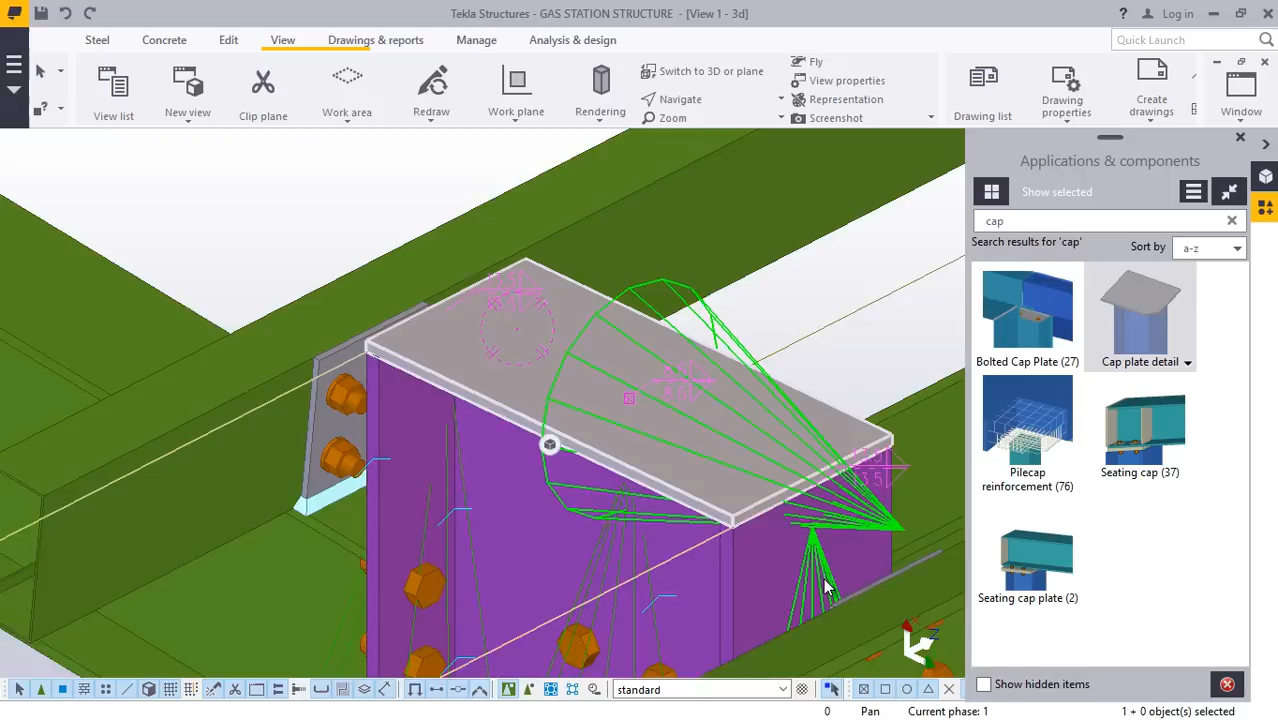 Tekla Structures - GAS STATION STRUCTURE - [View 1 - 3d]
? Log in
Steel Concrete Edit View Drawings & reports Manage Analysis & design
Quick Launch
View list
New view
Clip plane
Work area
Redraw
Work plane
Rendering
Switch to 3D or plane
Navigate
Zoom
Fly
View properties
Representation
Screenshot
Drawing list
Drawing properties
Create drawings
Window
Applications & components
Show selected
cap
Search results for 'cap'
Sort by a-z
Bolted Cap Plate (27)
Cap plate detail
Pilecap
reinforcement (76)
Seating cap (37)
Seating cap plate (2)
Z
Show hidden items
standard
0 Pan Current phase: 1 1 + 0 object(s) selected